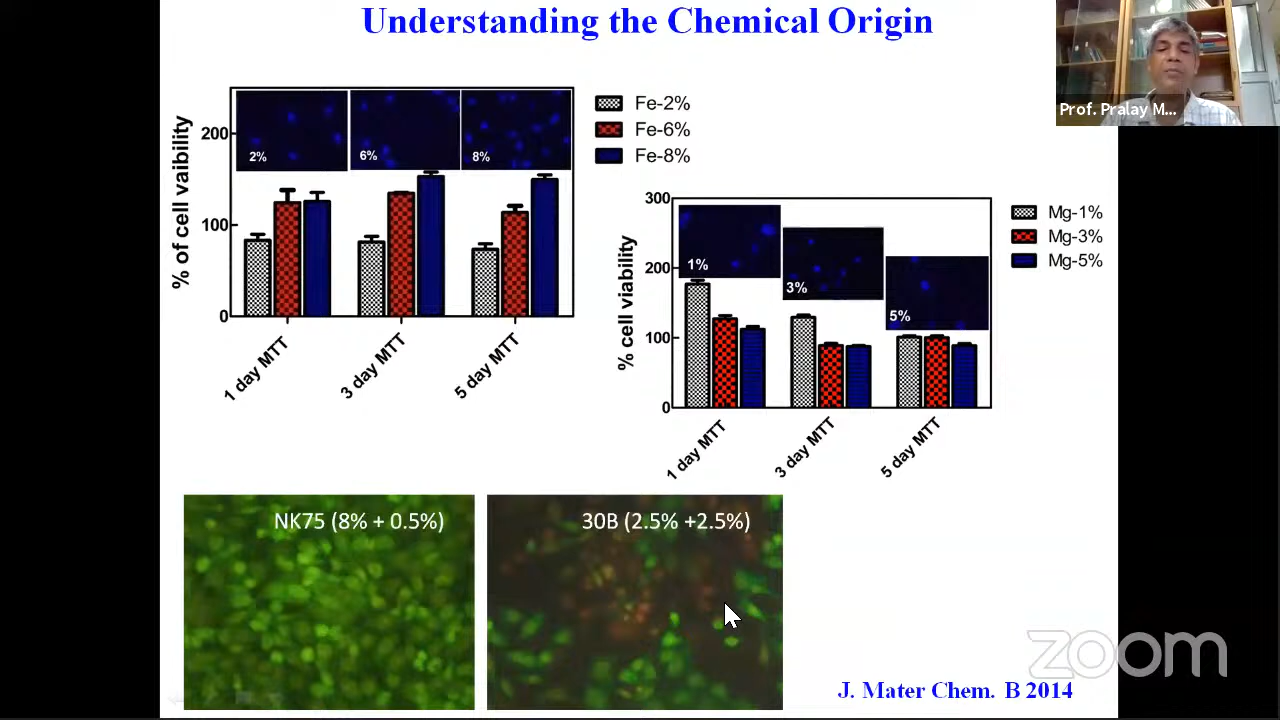 Understanding the Chemical Origin
Prof. Pralay M...
% of cell vaibility
200
100
0
2%
6%
8%
1 day MTT
3 day MTT
5 day MTT
Fe-2%
Fe-6%
Fe-8%
% cell viability
300
200
100
0
1%
3%
5%
1 day MTT
3 day MTT
5 day MTT
Mg-1%
Mg-3%
Mg-5%
NK75 (8% + 0.5%)
30B (2.5% +2.5%)
zoom
J. Mater Chem. B 2014